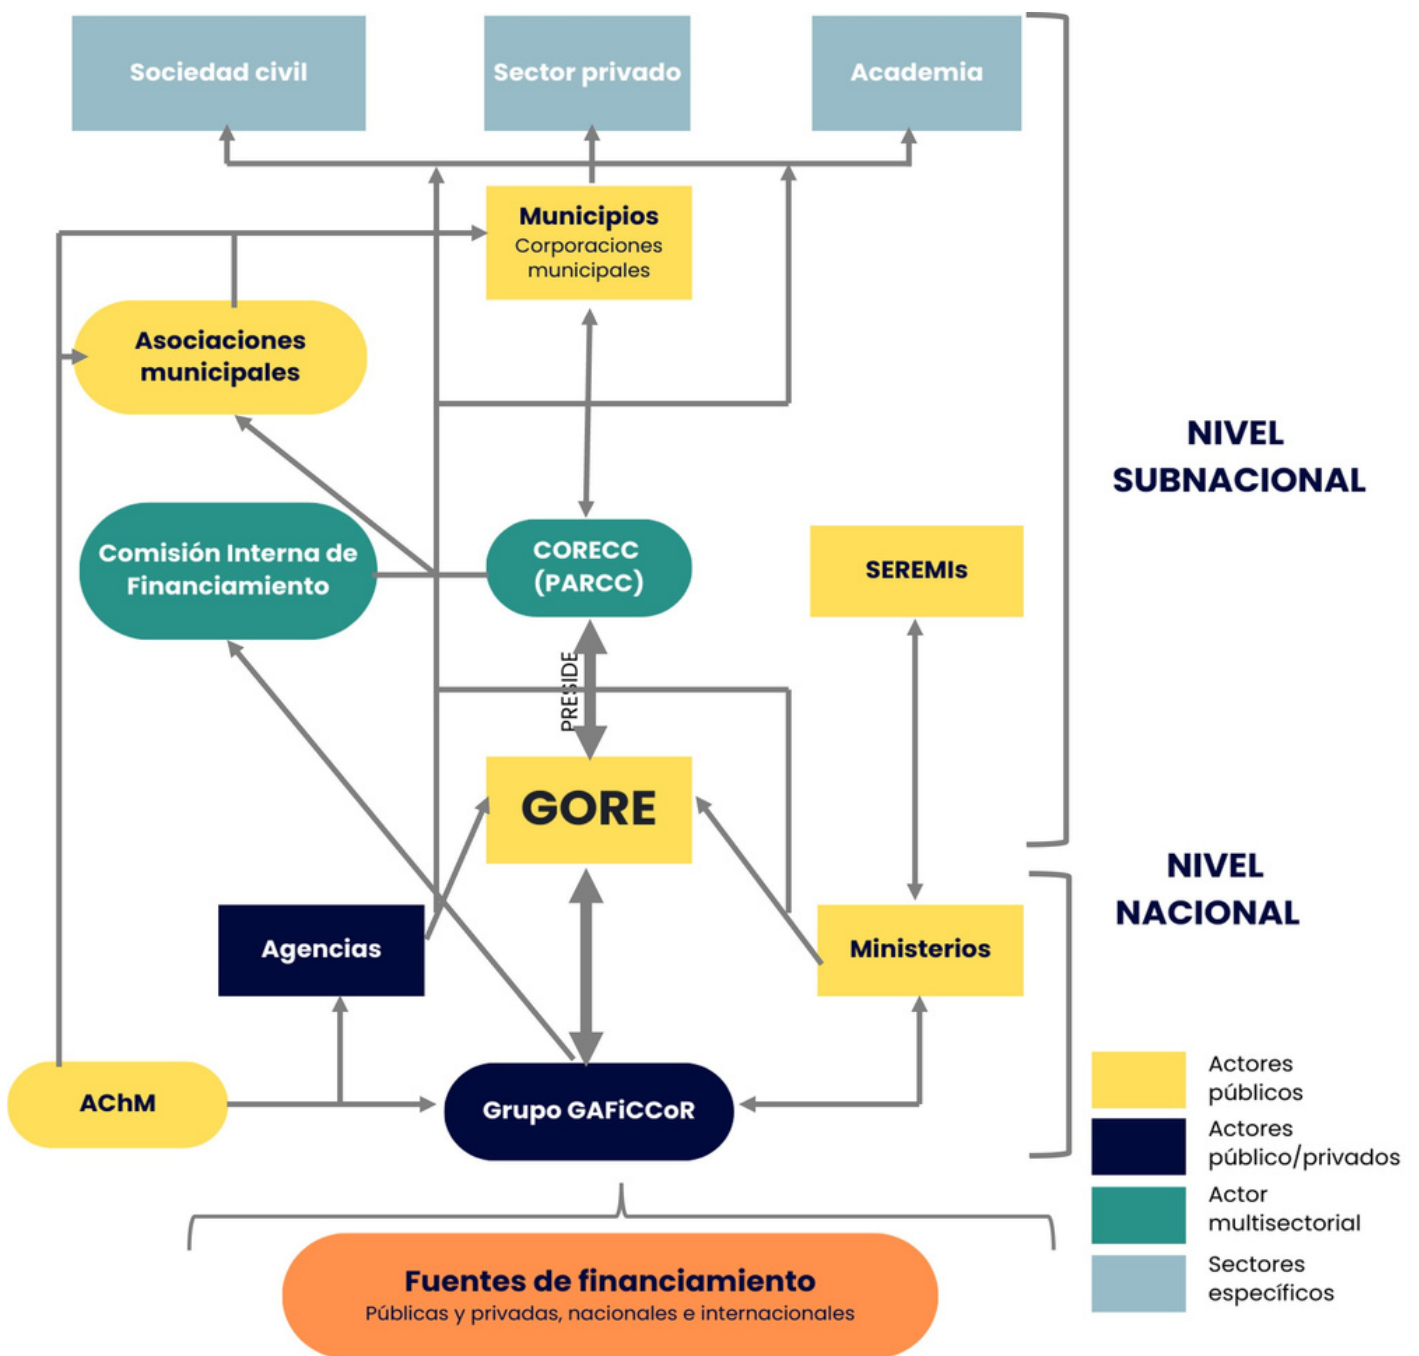 Sociedad civil
Sector privado
Academia
Municipios
Corporaciones
municipales
Asociaciones
municipales
NIVEL
SUBNACIONAL
Comisión Interna de
Financiamiento
CORECC
(PARCC)
SEREMIs
PRESIDE
GORE
NIVEL
NACIONAL
Agencias
Ministerios
AChM
Grupo GAFiCCoR
Actores
públicos
Actores
público/privados
Actor
multisectorial
Sectores
específicos
Fuentes de financiamiento
Públicas y privadas, nacionales e internacionales